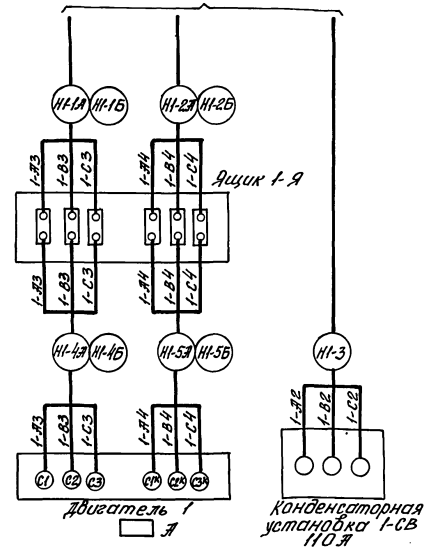 Н1-1А Н1-1Б Н1-2А Н1-2Б
1-А3 1-В3 1-С3 1-А4 1-В4 1-С4
Ящик 1-Я
1-А3 1-В3 1-С3 1-А4 1-В4 1-С4
Н1-4А Н1-4Б Н1-5А Н1-5Б Н1-3
1-А3 1-В3 1-С3 1-А4 1-В4 1-С4 1-А2 1-В2 1-С2
С1 С2 С3 С1к С2к С3к
Двигатель 1
А
Конденсаторная
установка 1-СВ
110А